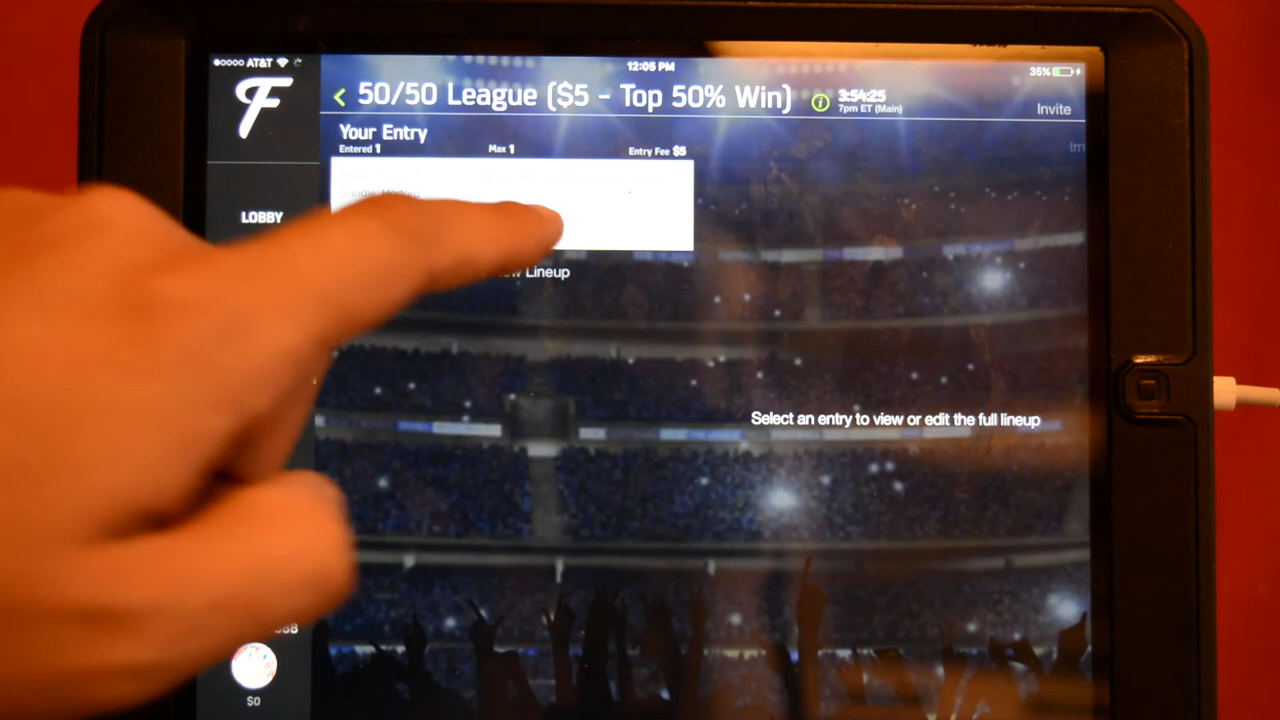 AT&T
12:05 PM
35%
F
50/50 League ($5 - Top 50% Win)
3:54:25
7pm ET (Main)
Invite
Your Entry
Entered 1
Max 1
Entry Fee $5
LOBBY
Lineup
Select an entry to view or edit the full lineup
$0